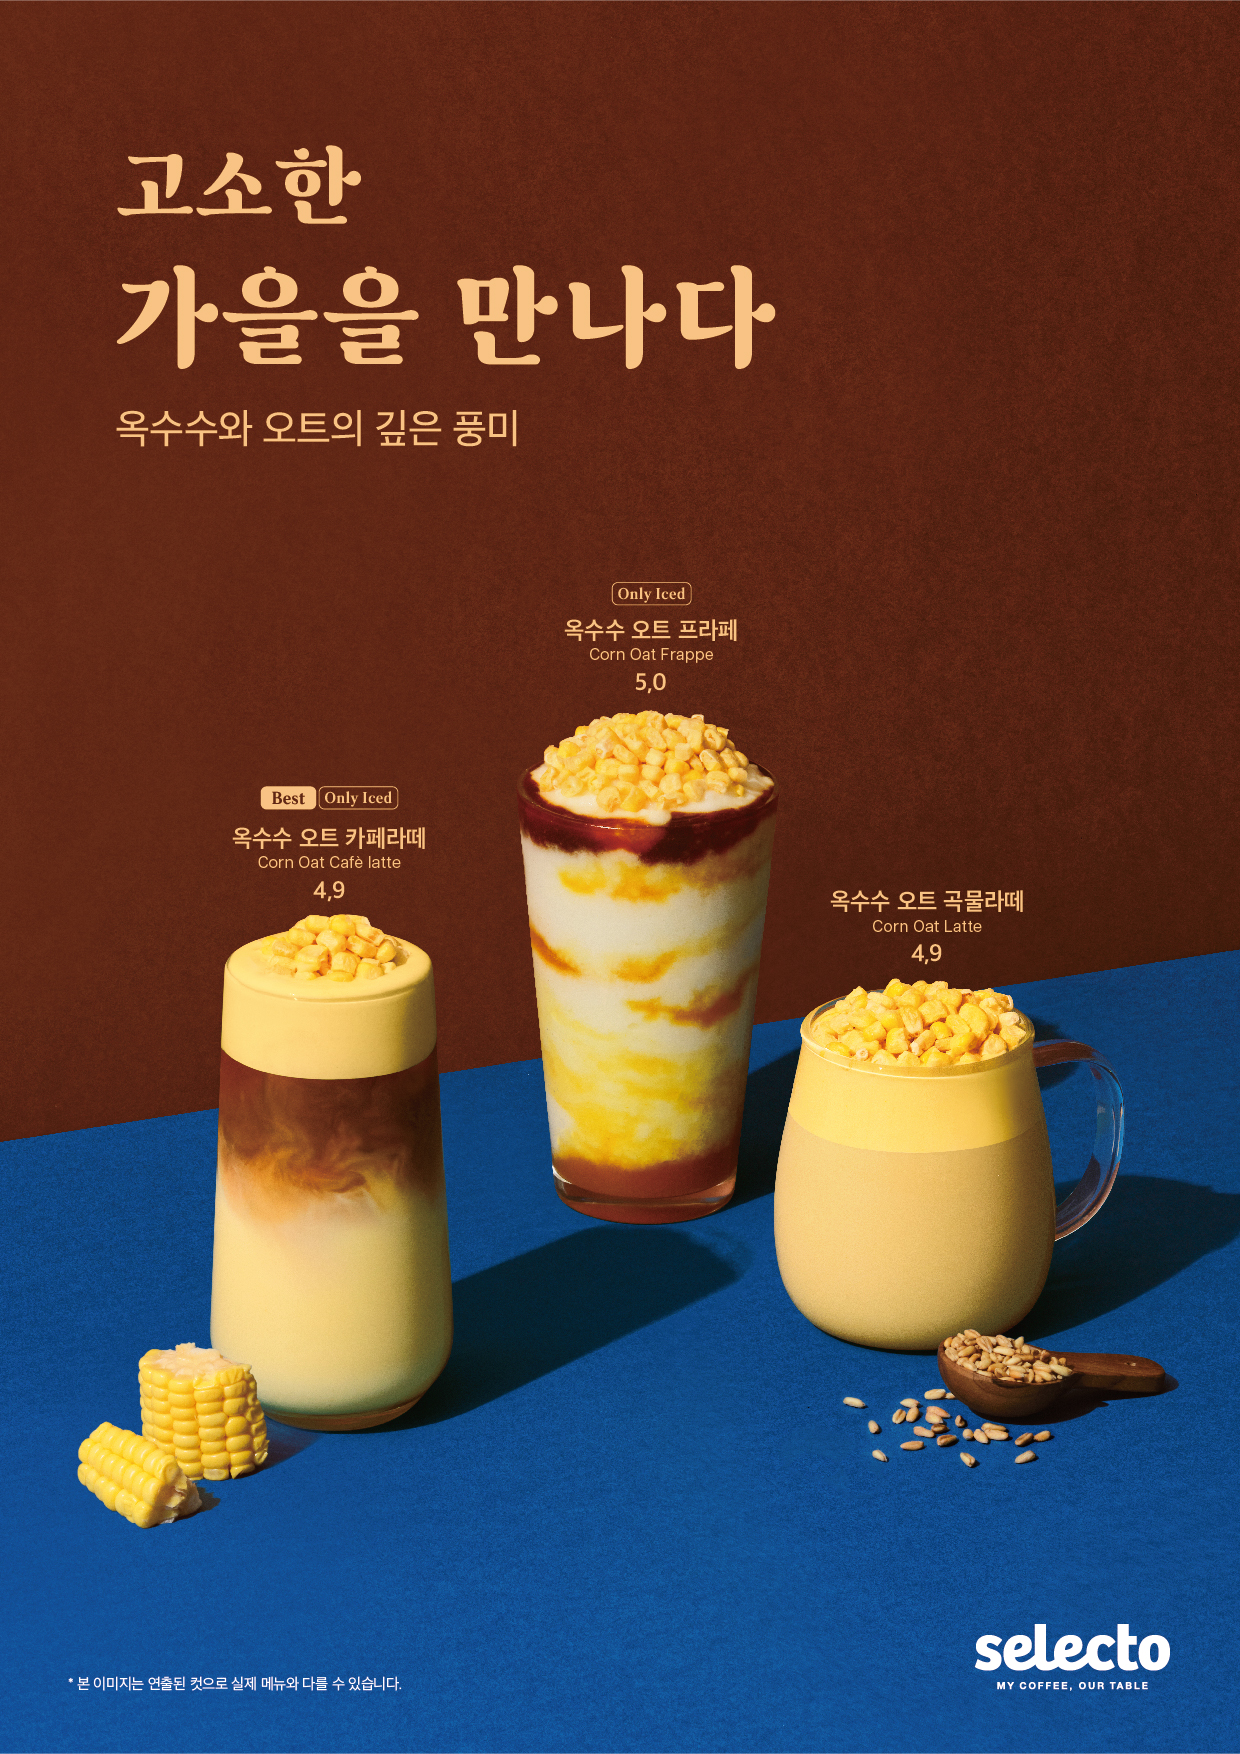 고소한
가을을 만나다
옥수수와 오트의 깊은 풍미
Only Iced
옥수수 오트 프라페
Corn Oat Frappe
5,0
Best Only Iced
옥수수 오트 카페라떼
Corn Oat Cafè latte
4,9
옥수수 오트 곡물라떼
Corn Oat Latte
4,9
* 본 이미지는 연출된 컷으로 실제 메뉴와 다를 수 있습니다.
selecto
MY COFFEE, OUR TABLE